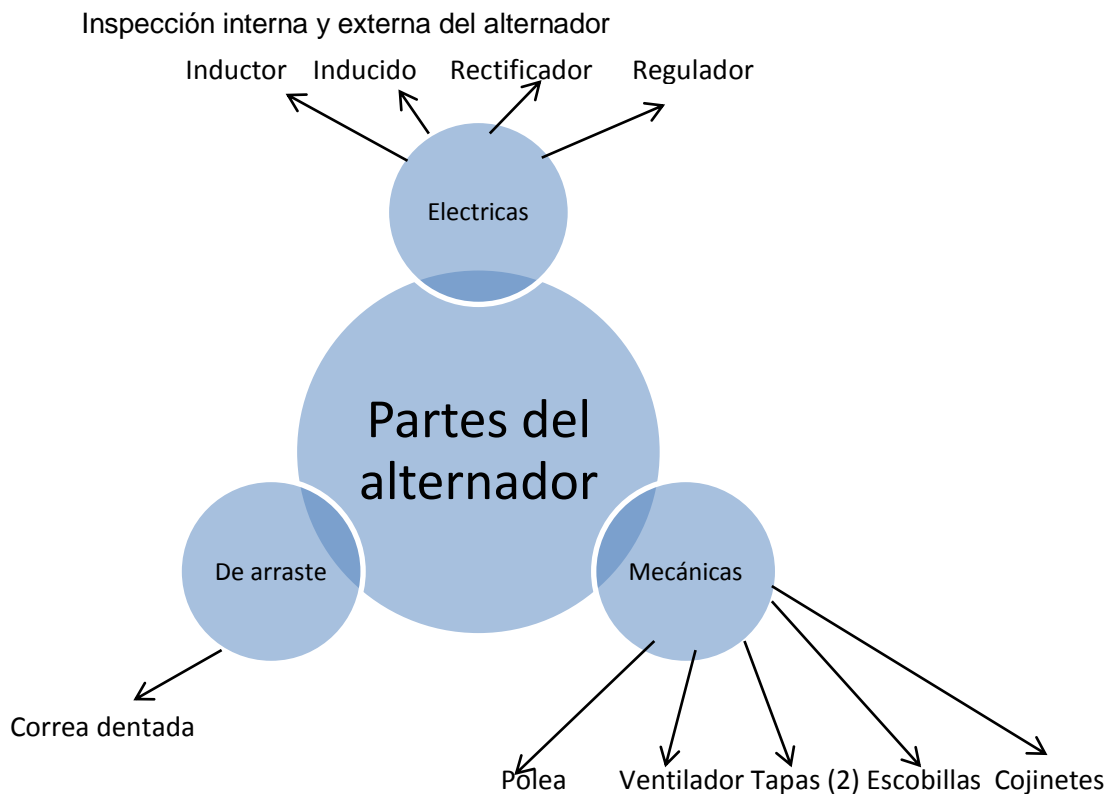 Inspección interna y externa del alternador
Inductor Inducido Rectificador Regulador
Electricas
Partes del
alternador
De arraste
Mecánicas
Correa dentada
Polea Ventilador Tapas (2) Escobillas Cojinetes